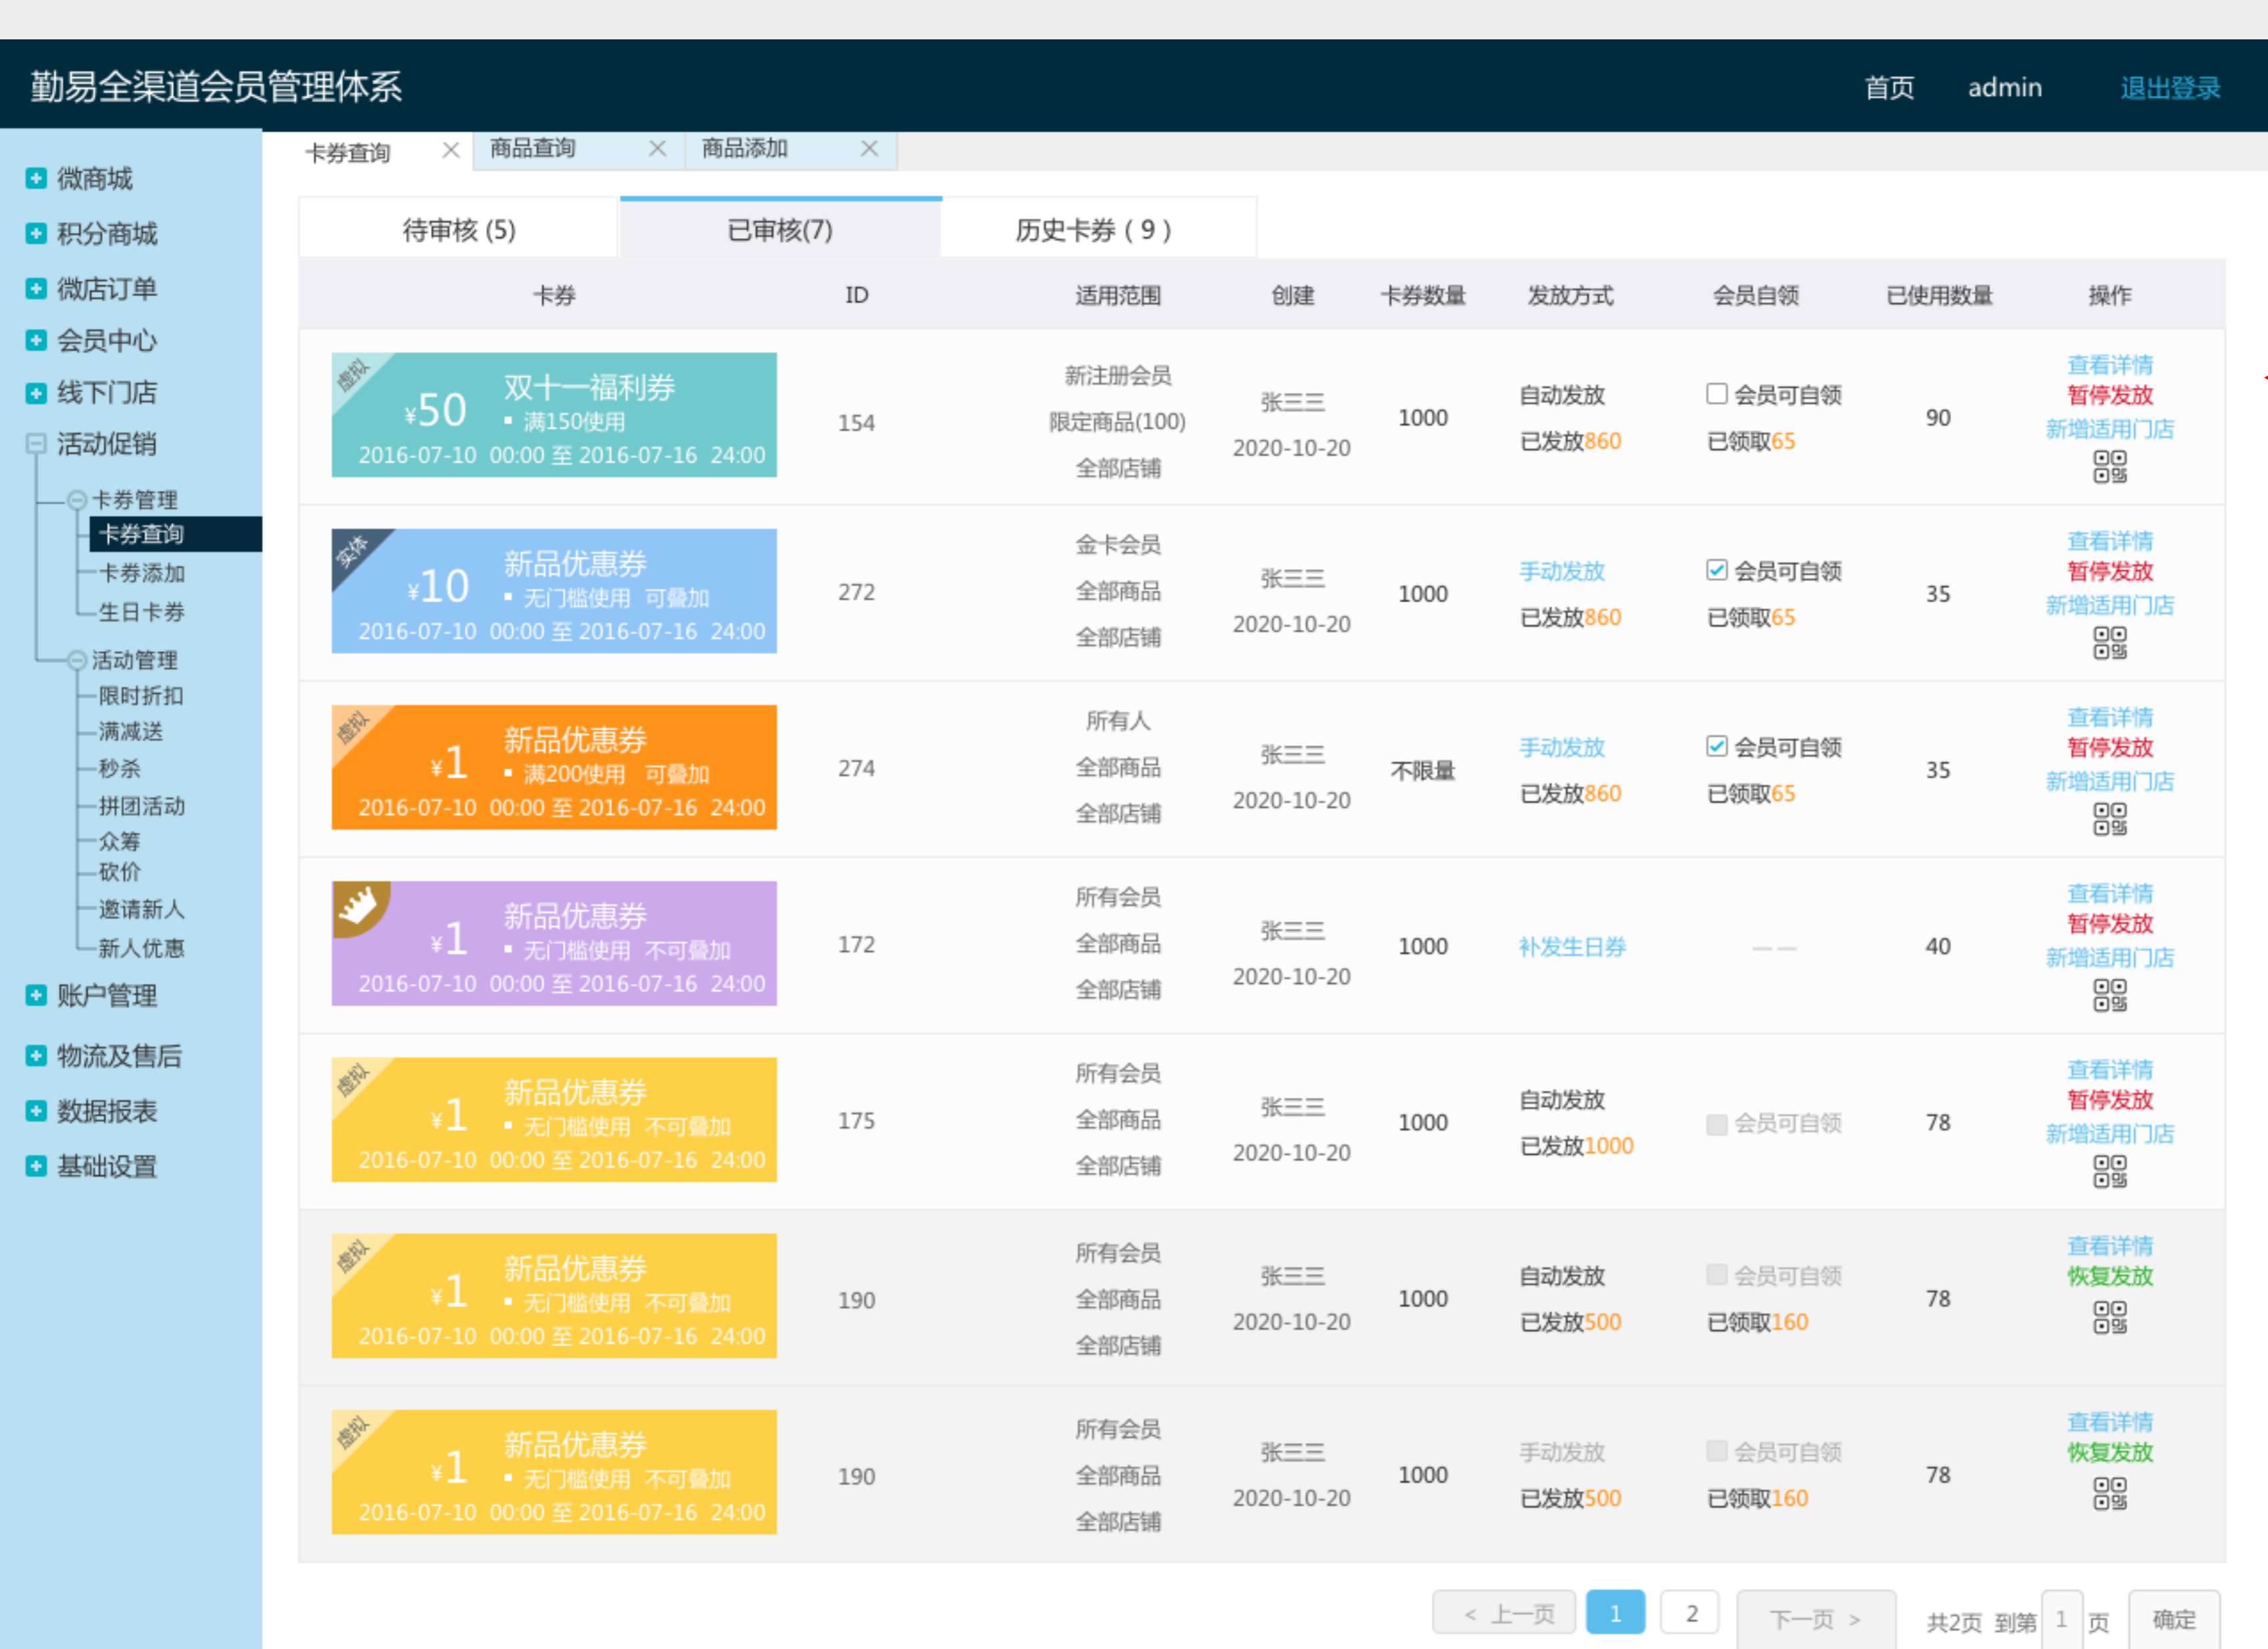 勤易全渠道会员管理体系
首页 admin 退出登录
微商城
积分商城
微店订单
会员中心
线下门店
活动促销
卡券管理
卡券查询
卡券添加
生日卡券
活动管理
限时折扣
满减送
秒杀
拼团活动
众筹
砍价
邀请新人
新人优惠
账户管理
物流及售后
数据报表
基础设置
卡券查询 商品查询 商品添加
待审核 (5) 已审核(7) 历史卡券 ( 9 )
卡券 ID 适用范围 创建 卡券数量 发放方式 会员自领 已使用数量 操作
虚拟
¥50 双十一福利券
满150使用
2016-07-10 00:00 至 2016-07-16 24:00
154
新注册会员
限定商品(100)
全部店铺
张三三
2020-10-20
1000
自动发放
已发放860
会员可自领
已领取65
90
查看详情
暂停发放
新增适用门店
实体
¥10 新品优惠券
无门槛使用 可叠加
2016-07-10 00:00 至 2016-07-16 24:00
272
金卡会员
全部商品
全部店铺
张三三
2020-10-20
1000
手动发放
已发放860
会员可自领
已领取65
35
查看详情
暂停发放
新增适用门店
虚拟
¥1 新品优惠券
满200使用 可叠加
2016-07-10 00:00 至 2016-07-16 24:00
274
所有人
全部商品
全部店铺
张三三
2020-10-20
不限量
手动发放
已发放860
会员可自领
已领取65
35
查看详情
暂停发放
新增适用门店
¥1 新品优惠券
无门槛使用 不可叠加
2016-07-10 00:00 至 2016-07-16 24:00
172
所有会员
全部商品
全部店铺
张三三
2020-10-20
1000
补发生日券
— —
40
查看详情
暂停发放
新增适用门店
虚拟
¥1 新品优惠券
无门槛使用 不可叠加
2016-07-10 00:00 至 2016-07-16 24:00
175
所有会员
全部商品
全部店铺
张三三
2020-10-20
1000
自动发放
已发放1000
会员可自领
78
查看详情
暂停发放
新增适用门店
虚拟
¥1 新品优惠券
无门槛使用 不可叠加
2016-07-10 00:00 至 2016-07-16 24:00
190
所有会员
全部商品
全部店铺
张三三
2020-10-20
1000
自动发放
已发放500
会员可自领
已领取160
78
查看详情
恢复发放
虚拟
¥1 新品优惠券
无门槛使用 不可叠加
2016-07-10 00:00 至 2016-07-16 24:00
190
所有会员
全部商品
全部店铺
张三三
2020-10-20
1000
手动发放
已发放500
会员可自领
已领取160
78
查看详情
恢复发放
< 上一页 1 2 下一页 > 共2页 到第 1 页 确定